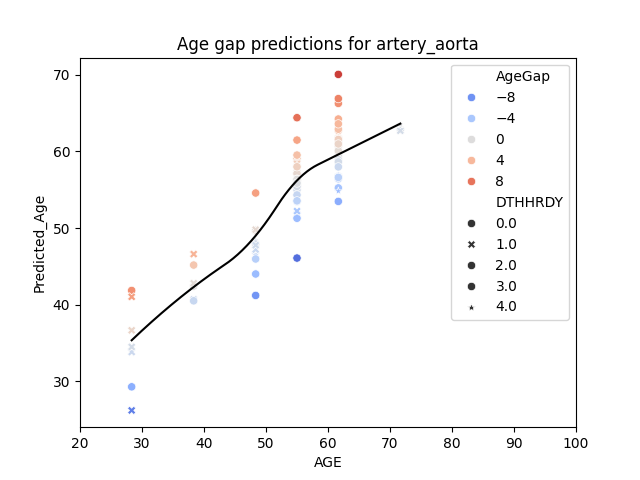 Age gap predictions for artery_aorta
Predicted_Age
70
60
50
40
30
20 30 40 50 60 70 80 90 100
AGE
AgeGap
−8
−4
0
4
8
DTHHRDY
0.0
1.0
2.0
3.0
4.0